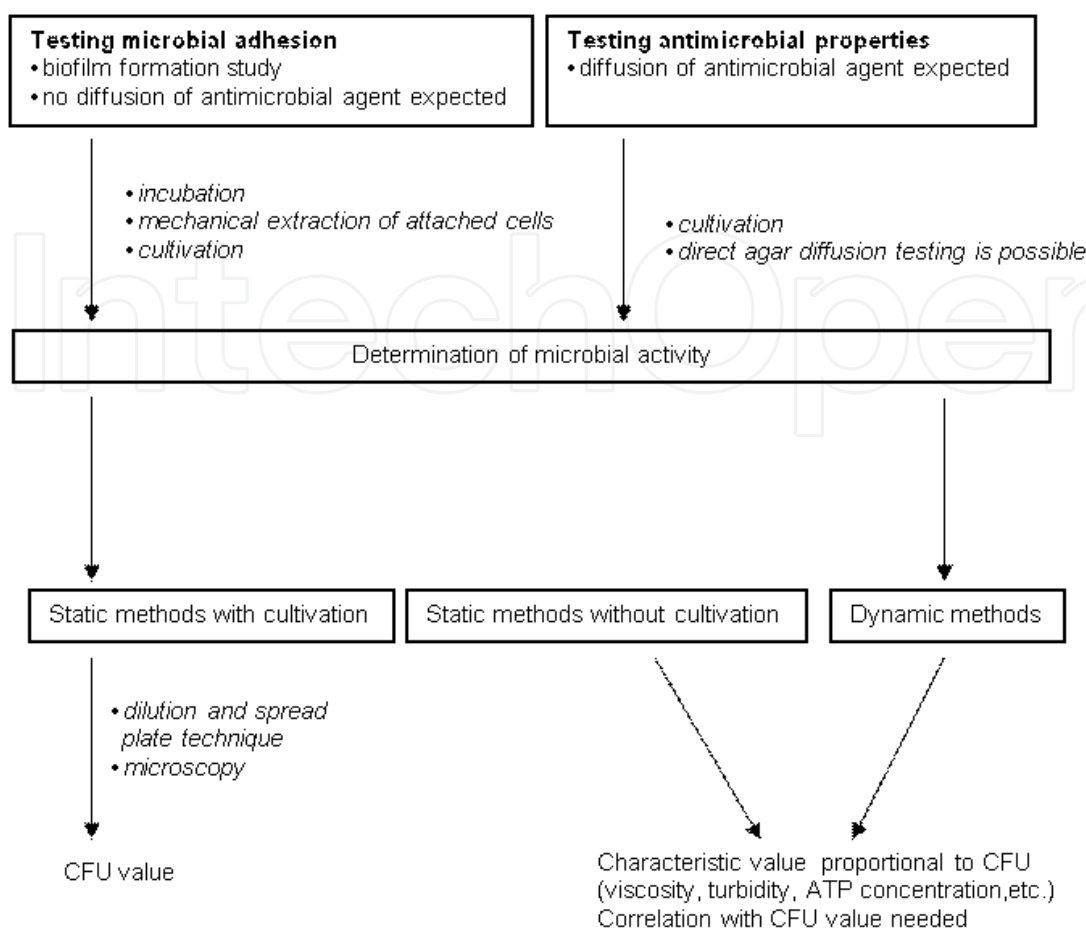 Testing microbial adhesion
• biofilm formation study
• no diffusion of antimicrobial agent expected
Testing antimicrobial properties
• diffusion of antimicrobial agent expected
• incubation
• mechanical extraction of attached cells
• cultivation
• cultivation
• direct agar diffusion testing is possible
IntechOpen
Determination of microbial activity
Static methods with cultivation
Static methods without cultivation
Dynamic methods
• dilution and spread
plate technique
• microscopy
CFU value
Characteristic value proportional to CFU
(viscosity, turbidity, ATP concentration,etc.)
Correlation with CFU value needed